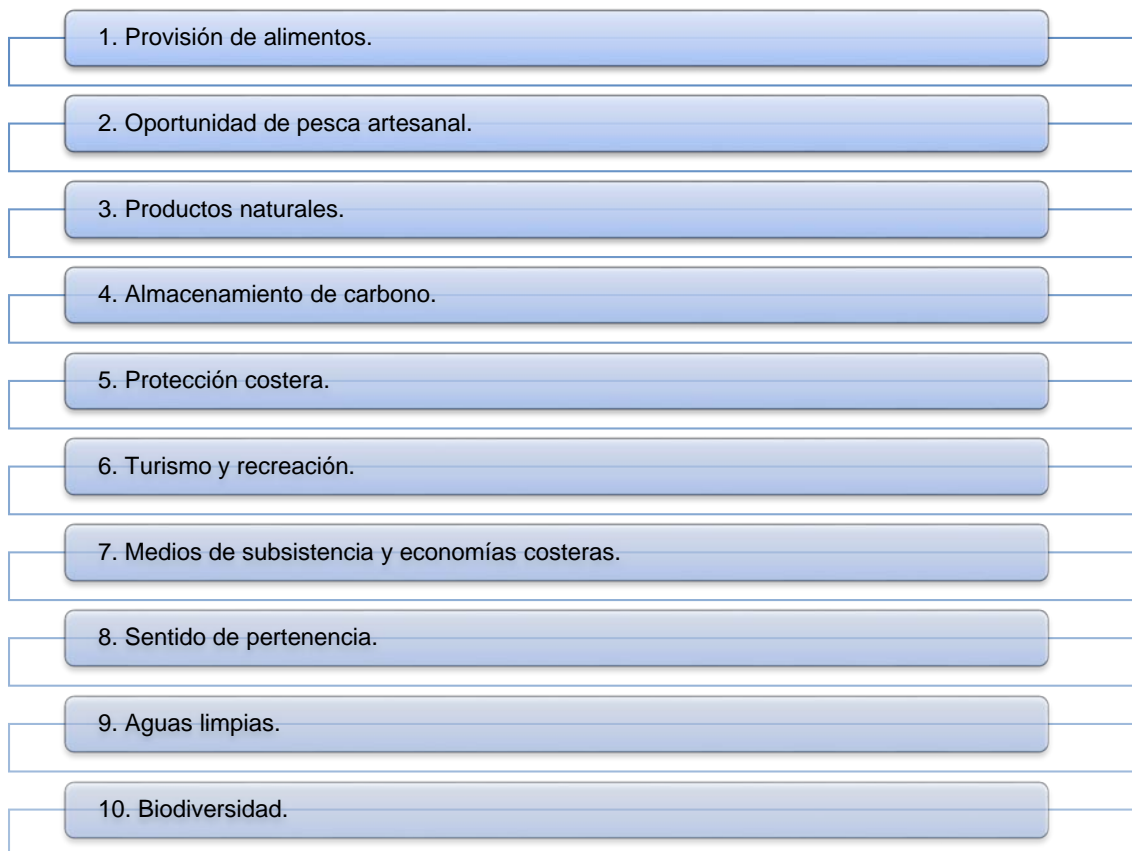 1. Provisión de alimentos.
2. Oportunidad de pesca artesanal.
3. Productos naturales.
4. Almacenamiento de carbono.
5. Protección costera.
6. Turismo y recreación.
7. Medios de subsistencia y economías costeras.
8. Sentido de pertenencia.
9. Aguas limpias.
10. Biodiversidad.